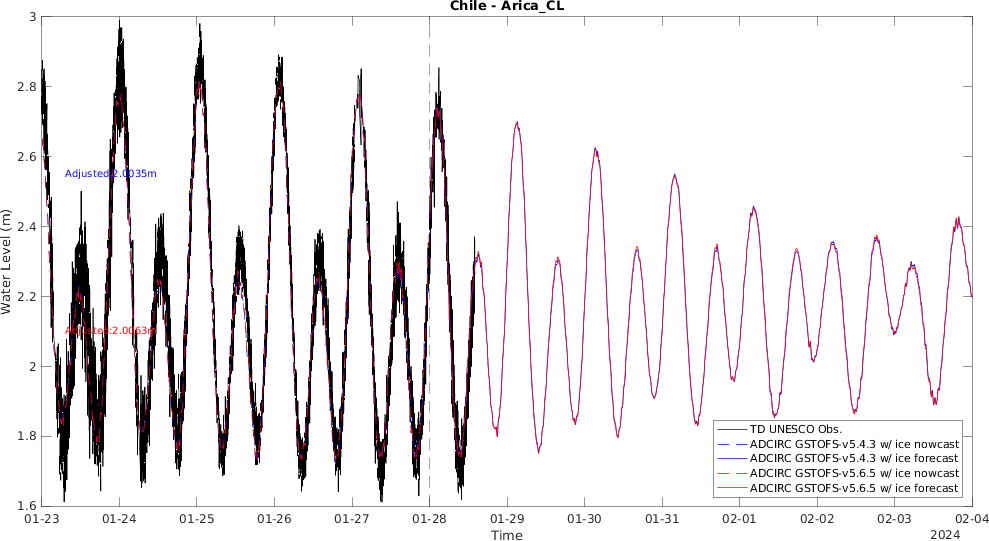 Chile - Arica_CL
3
2.8
2.6
2.4
2.2
2
1.8
1.6
Water Level (m)
Adjusted:2.0035m
Adjusted:2.0063m
TD UNESCO Obs.
ADCIRC GSTOFS-v5.4.3 w/ ice nowcast
ADCIRC GSTOFS-v5.4.3 w/ ice forecast
ADCIRC GSTOFS-v5.6.5 w/ ice nowcast
ADCIRC GSTOFS-v5.6.5 w/ ice forecast
01-23 01-24 01-25 01-26 01-27 01-28 01-29 01-30 01-31 02-01 02-02 02-03 02-04
Time
2024